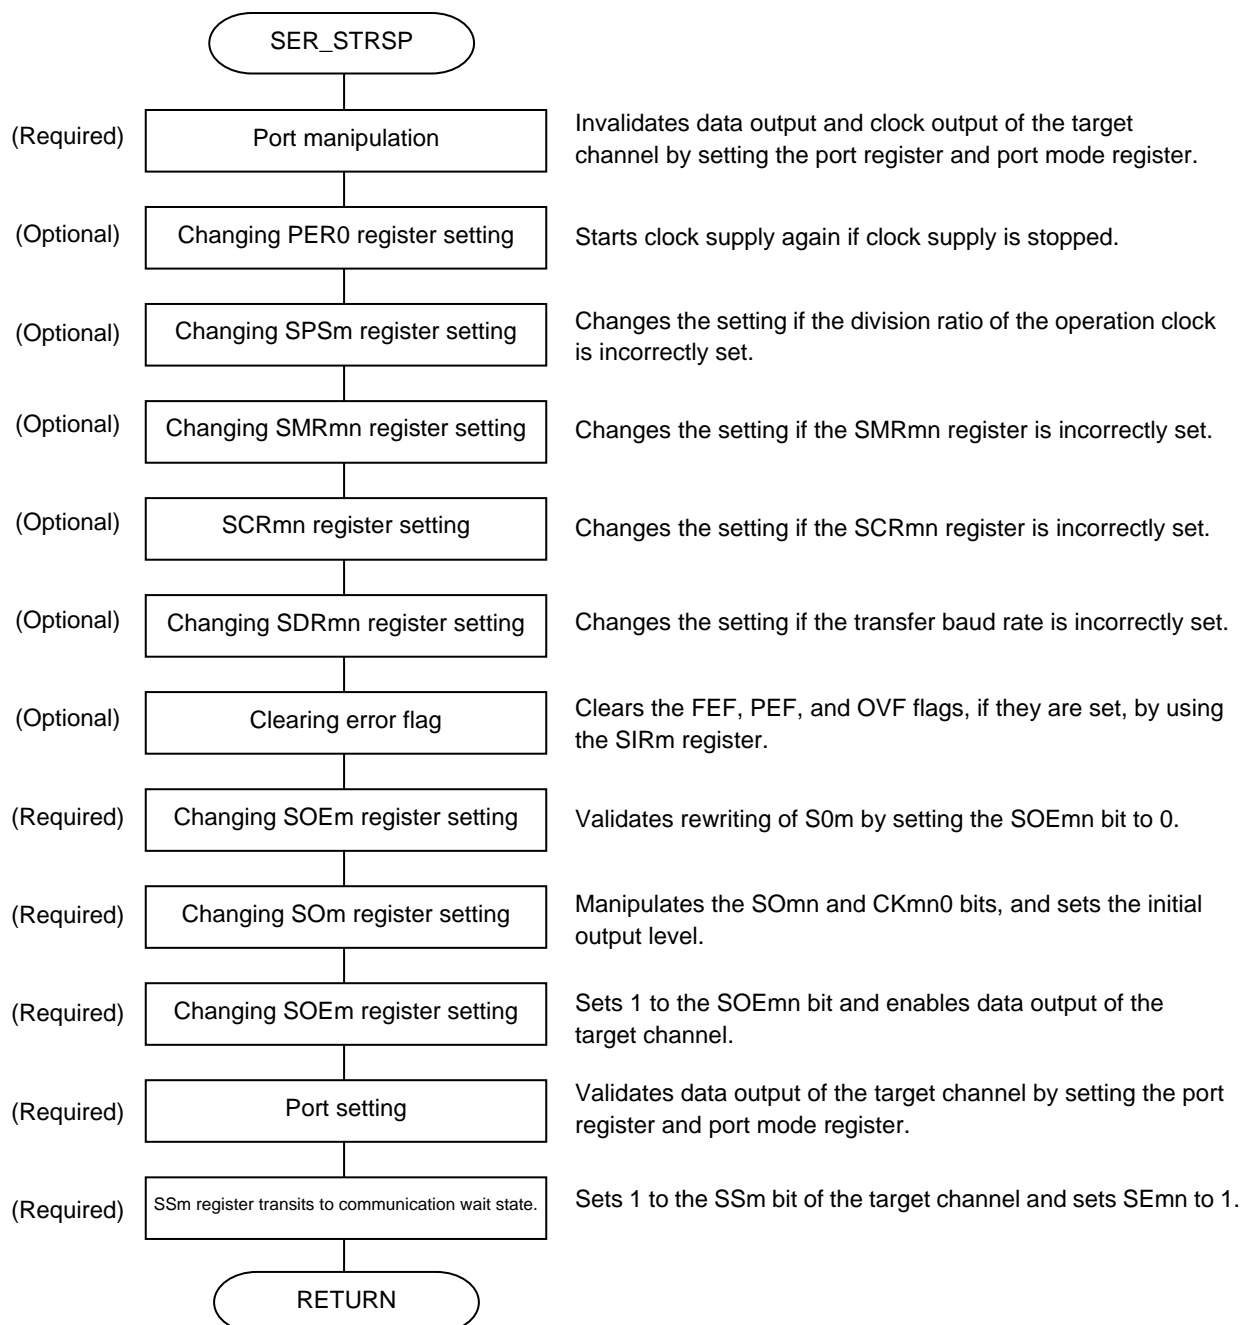 SER_STRSP
(Required)
Port manipulation
Invalidates data output and clock output of the target
channel by setting the port register and port mode register.
(Optional)
Changing PER0 register setting
Starts clock supply again if clock supply is stopped.
(Optional)
Changing SPSm register setting
Changes the setting if the division ratio of the operation clock
is incorrectly set.
(Optional)
Changing SMRmn register setting
Changes the setting if the SMRmn register is incorrectly set.
(Optional)
SCRmn register setting
Changes the setting if the SCRmn register is incorrectly set.
(Optional)
Changing SDRmn register setting
Changes the setting if the transfer baud rate is incorrectly set.
(Optional)
Clearing error flag
Clears the FEF, PEF, and OVF flags, if they are set, by using
the SIRm register.
(Required)
Changing SOEm register setting
Validates rewriting of S0m by setting the SOEmn bit to 0.
(Required)
Changing SOm register setting
Manipulates the SOmn and CKmn0 bits, and sets the initial
output level.
(Required)
Changing SOEm register setting
Sets 1 to the SOEmn bit and enables data output of the
target channel.
(Required)
Port setting
Validates data output of the target channel by setting the port
register and port mode register.
(Required)
SSm register transits to communication wait state.
Sets 1 to the SSm bit of the target channel and sets SEmn to 1.
RETURN